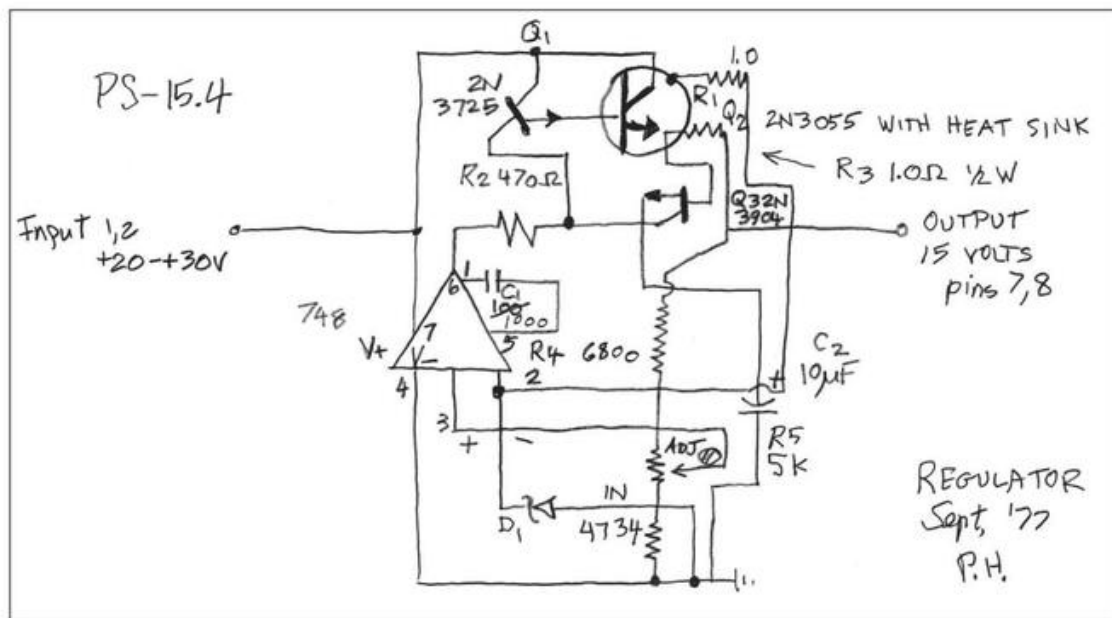 PS-15.4
Q1
2N
3725
1.0
R1
Q2
2N3055 WITH HEAT SINK
R3 1.0Ω ½W
R2 470Ω
Q3 2N
3904
Input 1,2
+20-+30V
OUTPUT
15 VOLTS
pins 7,8
1
6
C1
100
1000
748
7
5
V+
V-
R4 6800
4
2
C2
+
10µF
3
+
-
ADJ
R5
5K
D1
1N
4734
REGULATOR
Sept, '77
P.H.